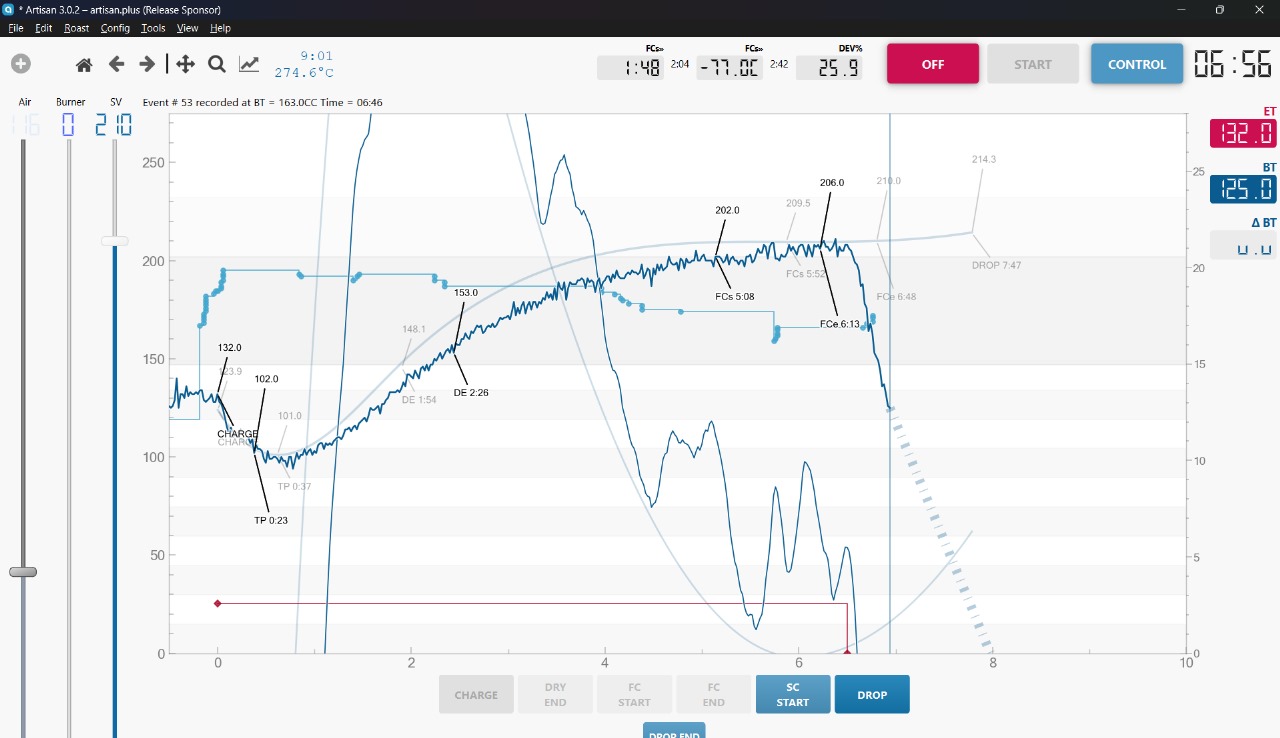 * Artisan 3.0.2 – artisan.plus (Release Sponsor)
File Edit Roast Config Tools View Help
9:01
274.6°C
FCs» FCs» DEV%
1:48 2:04 -77.0C 2:42 25.9
OFF START CONTROL 06:56
Air Burner SV
116 0 210
Event # 53 recorded at BT = 163.0CC Time = 06:46
ET
132.0
BT
125.0
Δ BT
u.u
250
200
150
100
50
0
25
20
15
10
5
0
0 2 4 6 8 10
132.0
123.9
CHARGE
CHARGE
102.0
TP 0:23
101.0
TP 0:37
148.1
DE 1:54
153.0
DE 2:26
202.0
FCs 5:08
209.5
FCs 5:52
206.0
FCe 6:13
210.0
FCe 6:48
214.3
DROP 7:47
CHARGE
DRY
END
FC
START
FC
END
SC
START
DROP
DROP END